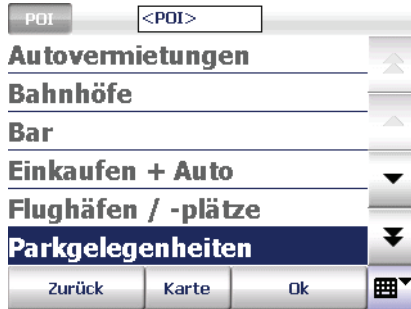 POI <POI>
Autovermietungen
Bahnhöfe
Bar
Einkaufen + Auto
Flughäfen / -plätze
Parkgelegenheiten
Zurück Karte Ok